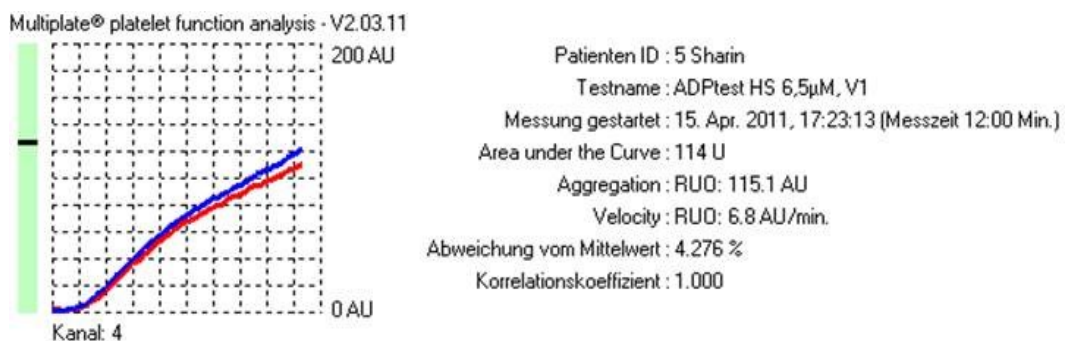 Multiplate® platelet function analysis - V2.03.11
200 AU
0 AU
Kanal: 4
Patienten ID : 5 Sharin
Testname : ADPtest HS 6,5µM, V1
Messung gestartet : 15. Apr. 2011, 17:23:13 (Messzeit 12:00 Min.)
Area under the Curve : 114 U
Aggregation : RUO: 115.1 AU
Velocity : RUO: 6.8 AU/min.
Abweichung vom Mittelwert : 4.276 %
Korrelationskoeffizient : 1.000